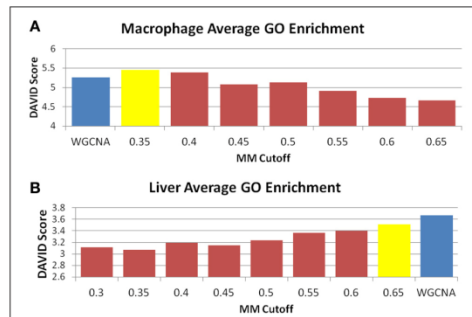 A
Macrophage Average GO Enrichment
DAVID Score
6
5.5
5
4.5
4
WGCNA 0.35 0.4 0.45 0.5 0.55 0.6 0.65
MM Cutoff
B
Liver Average GO Enrichment
DAVID Score
3.8
3.6
3.4
3.2
3
2.8
2.6
0.3 0.35 0.4 0.45 0.5 0.55 0.6 0.65 WGCNA
MM Cutoff